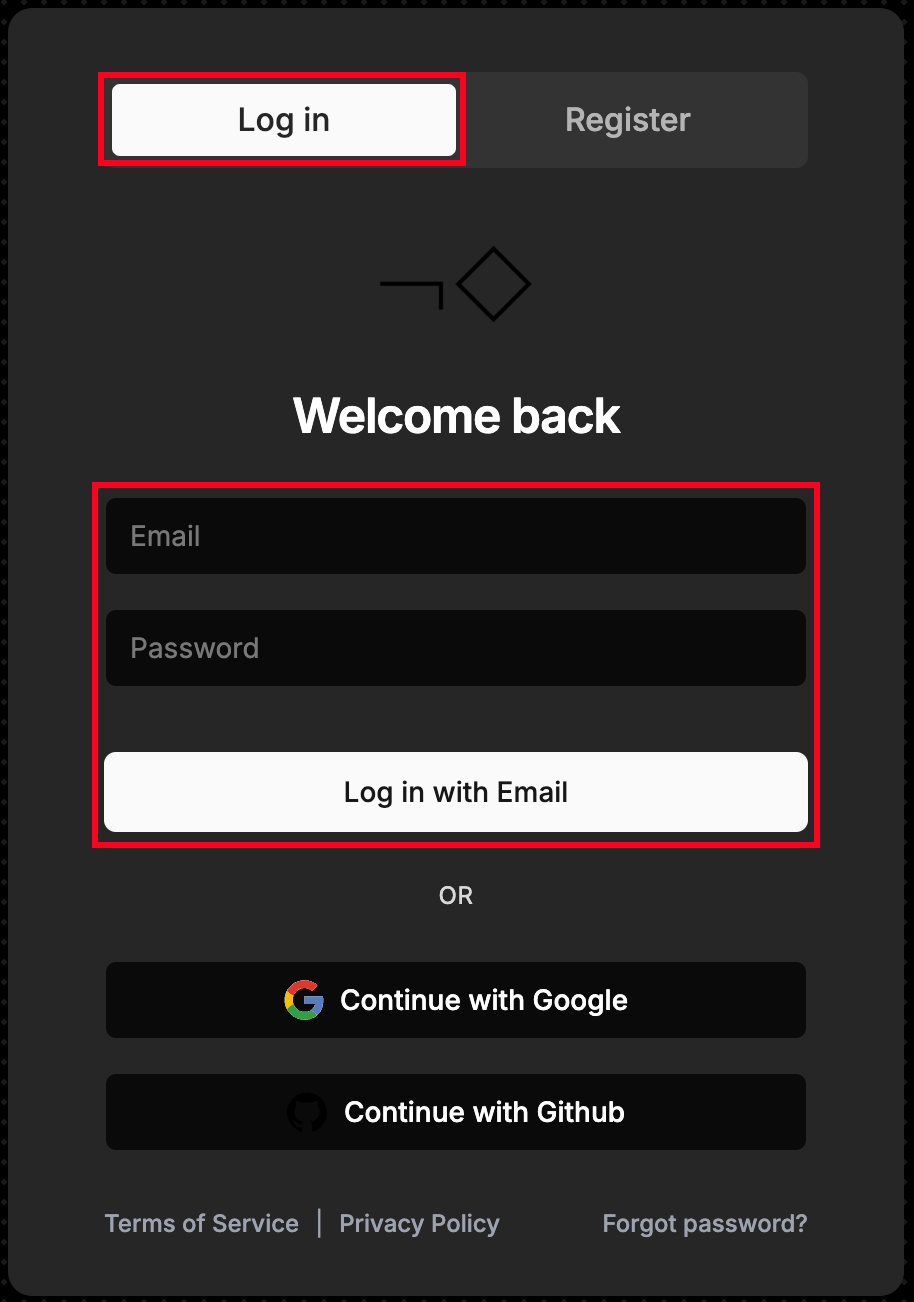 Log in
Register
Welcome back
Email
Password
Log in with Email
OR
Continue with Google
Continue with Github
Terms of Service | Privacy Policy
Forgot password?